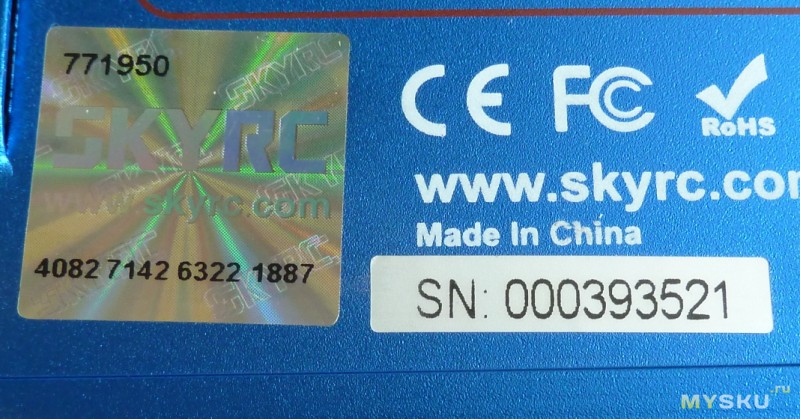 771950
SKYRC
www.skyrc.com
4082 7142 6322 1887
CE FC RoHS
www.skyrc.com
Made In China
SN: 000393521
MYSKU.ru